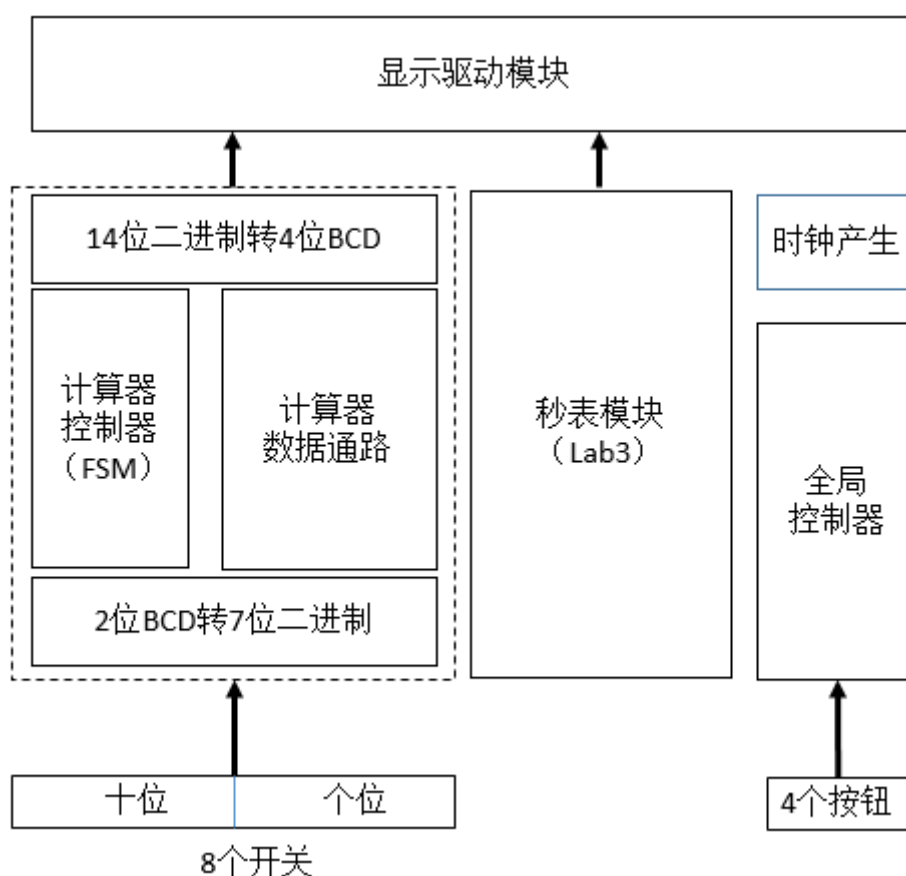 显示驱动模块
14位二进制转4位BCD
时钟产生
计算器
控制器
（FSM）
计算器
数据通路
秒表模块
（Lab3）
全局
控制器
2位BCD转7位二进制
十位
个位
4个按钮
8个开关